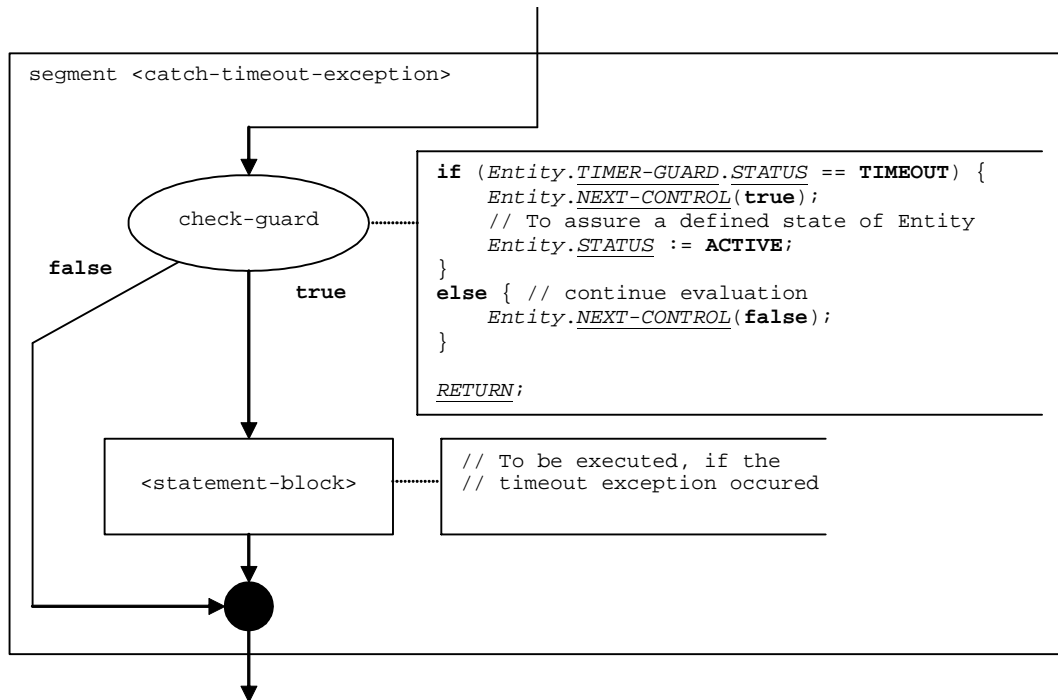 segment <catch-timeout-exception>
check-guard
if (Entity.TIMER-GUARD.STATUS == TIMEOUT) {
    Entity.NEXT-CONTROL(true);
    // To assure a defined state of Entity
    Entity.STATUS := ACTIVE;
}
else { // continue evaluation
    Entity.NEXT-CONTROL(false);
}
RETURN;
false
true
<statement-block>
// To be executed, if the
// timeout exception occured